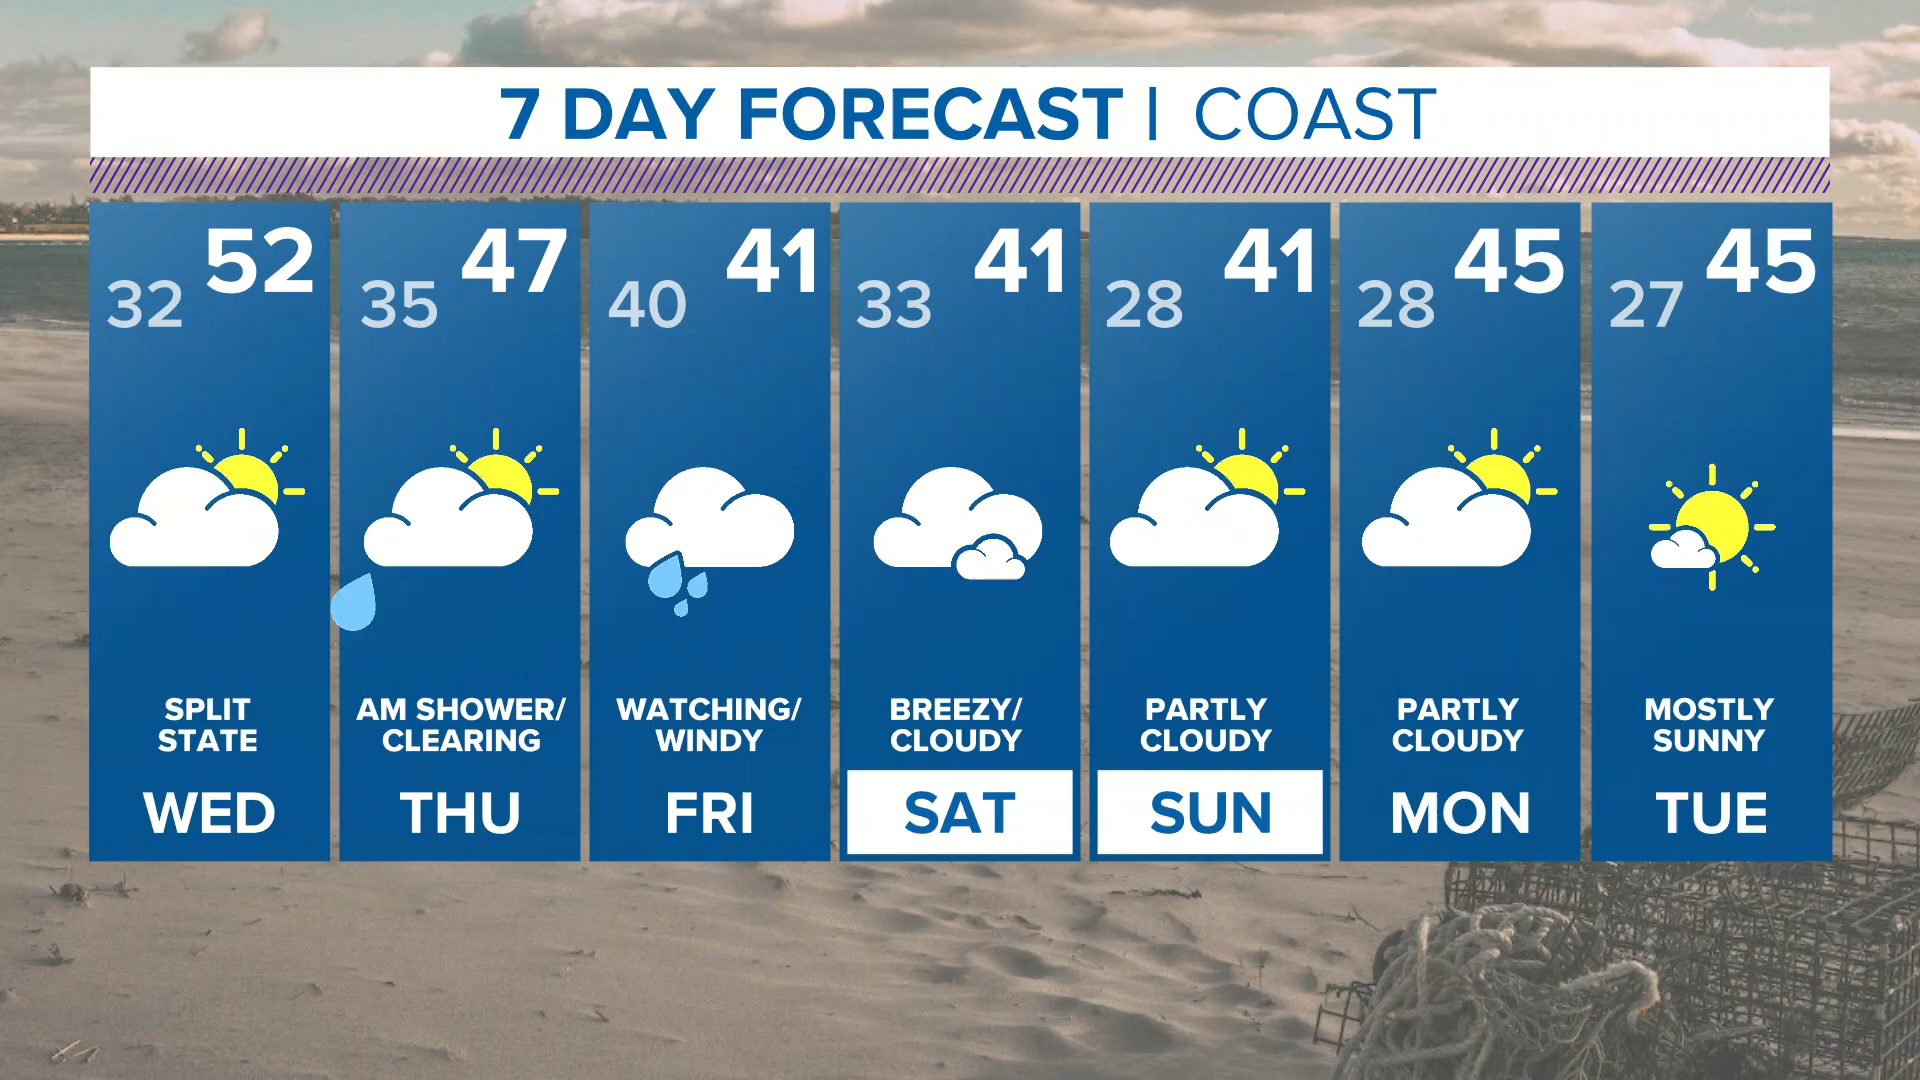 7 DAY FORECAST | COAST
32 52
35 47
40 41
33 41
28 41
28 45
27 45
SPLIT
STATE
AM SHOWER/
CLEARING
WATCHING/
WINDY
BREEZY/
CLOUDY
PARTLY
CLOUDY
PARTLY
CLOUDY
MOSTLY
SUNNY
WED
THU
FRI
SAT
SUN
MON
TUE